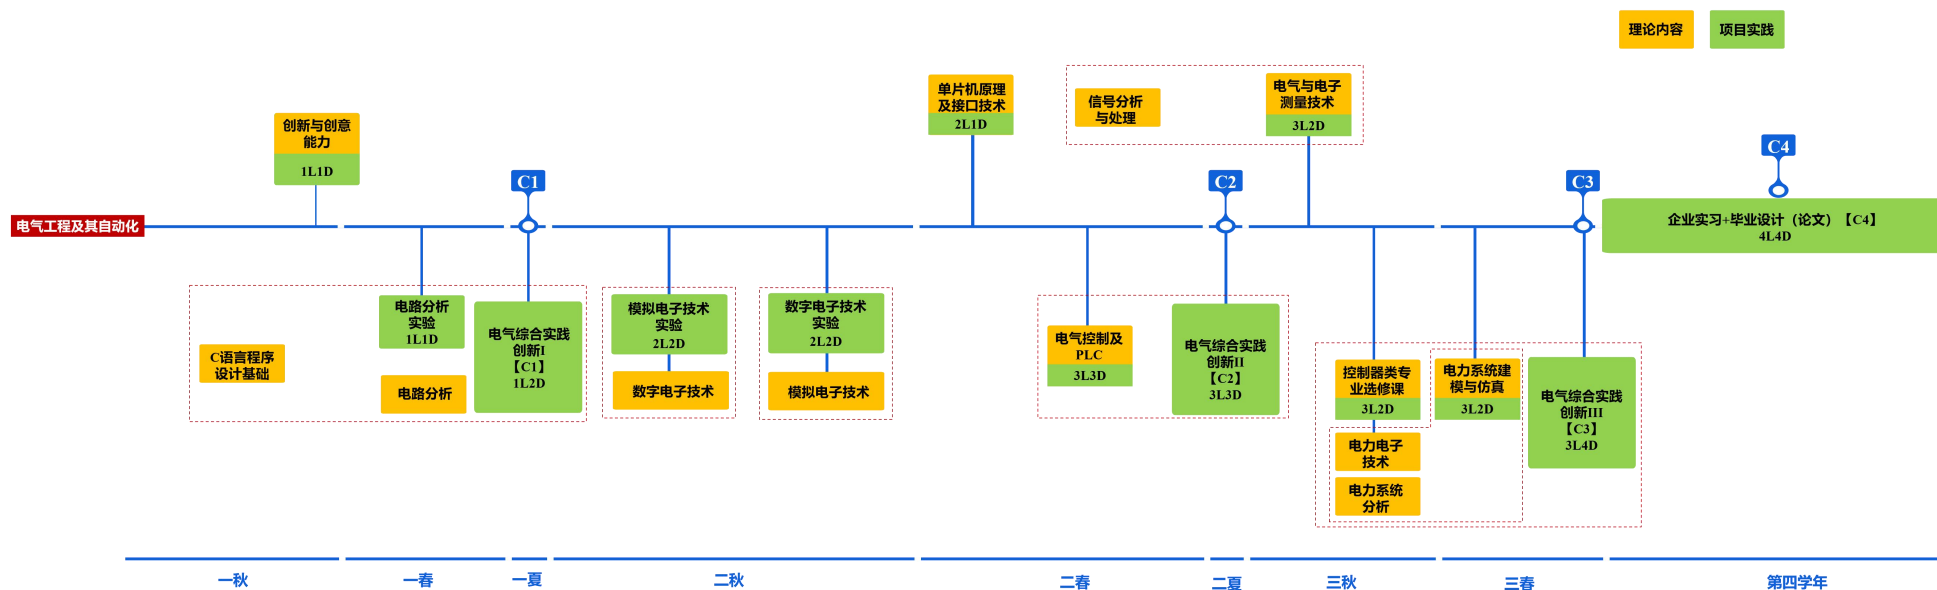 理论内容
项目实践
创新与创意
能力
1L1D
单片机原理
及接口技术
2L1D
信号分析
与处理
电气与电子
测量技术
3L2D
C1
C2
C3
C4
电气工程及其自动化
企业实习+毕业设计（论文）【C4】
4L4D
C语言程序
设计基础
电路分析
实验
1L1D
电路分析
电气综合实践
创新I
【C1】
1L2D
模拟电子技术
实验
2L2D
数字电子技术
数字电子技术
实验
2L2D
模拟电子技术
电气控制及
PLC
3L3D
电气综合实践
创新II
【C2】
3L3D
控制器类专
业选修课
3L2D
电力电子
技术
电力系统
分析
电力系统建
模与仿真
3L2D
电气综合实践
创新III
【C3】
3L4D
一秋
一春
一夏
二秋
二春
二夏
三秋
三春
第四学年